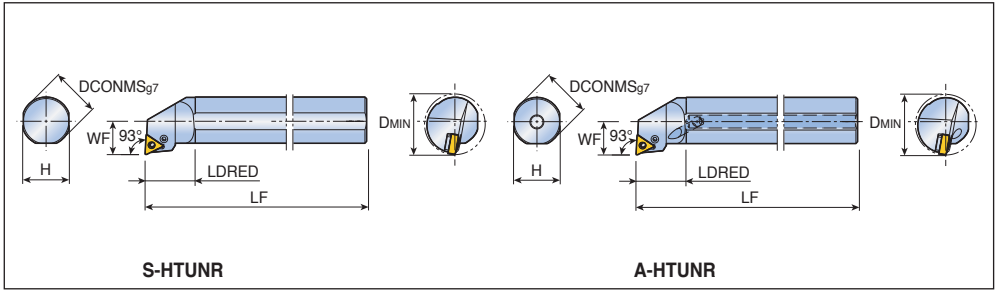 DCONMSg7
WF
93°
H
LDRED
LF
DMIN
S-HTUNR
DCONMSg7
WF
93°
H
LDRED
LF
DMIN
A-HTUNR